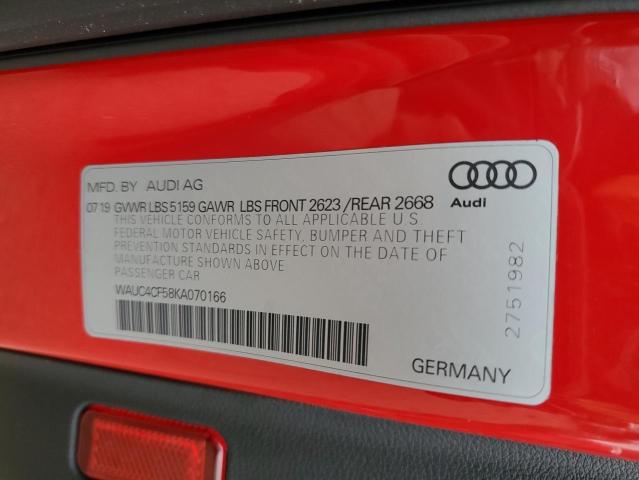 MFD. BY AUDI AG
07 19 GVWR LBS 5159 GAWR LBS FRONT 2623 /REAR 2668
THIS VEHICLE CONFORMS TO ALL APPLICABLE U S
FEDERAL MOTOR VEHICLE SAFETY, BUMPER AND THEFT
PREVENTION STANDARDS IN EFFECT ON THE DATE OF
MANUFACTURE SHOWN ABOVE
PASSENGER CAR
WAUC4CF58KA070166
Audi
2751982
GERMANY